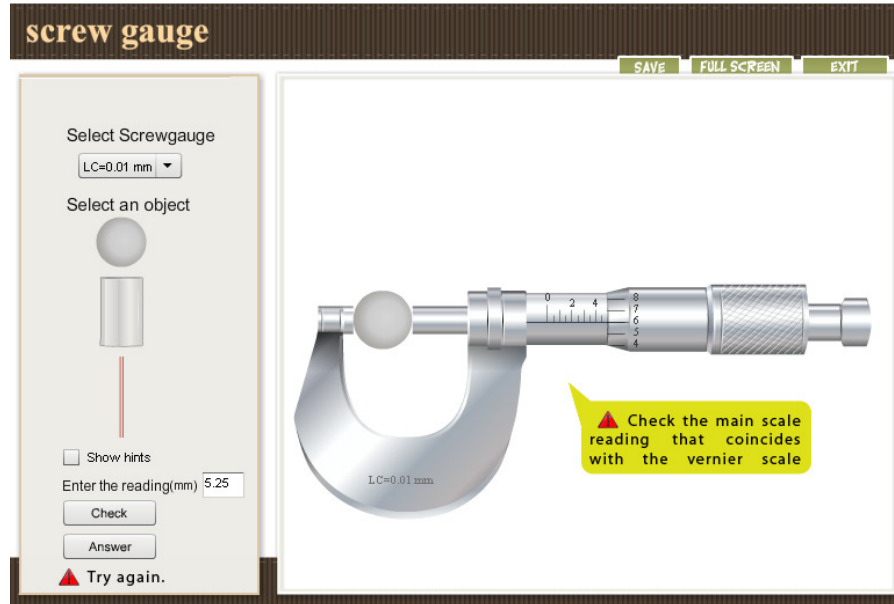 screw gauge
SAVE FULL SCREEN EXIT
Select Screwgauge
LC=0.01 mm
Select an object
Show hints
Enter the reading(mm) 5.25
Check
Answer
Try again.
0 2 4
8
7
6
5
4
LC=0.01 mm
Check the main scale
reading that coincides
with the vernier scale